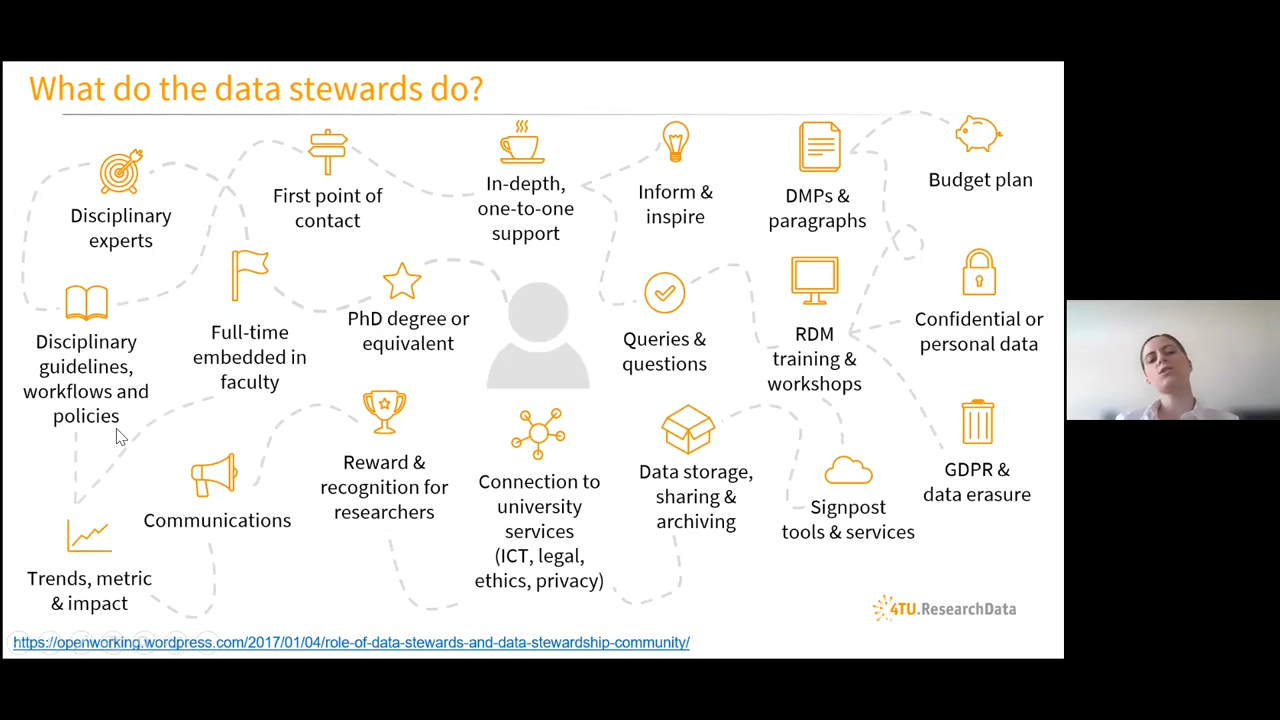 What do the data stewards do?
Disciplinary
experts
First point of
contact
In-depth,
one-to-one
support
Inform &
inspire
DMPs &
paragraphs
Budget plan
Disciplinary
guidelines,
workflows and
policies
Full-time
embedded in
faculty
PhD degree or
equivalent
Queries &
questions
RDM
training &
workshops
Confidential or
personal data
Trends, metric
& impact
Communications
Reward &
recognition for
researchers
Connection to
university
services
(ICT, legal,
ethics, privacy)
Data storage,
sharing &
archiving
Signpost
tools & services
GDPR &
data erasure
4TU.ResearchData
https://openworking.wordpress.com/2017/01/04/role-of-data-stewards-and-data-stewardship-community/